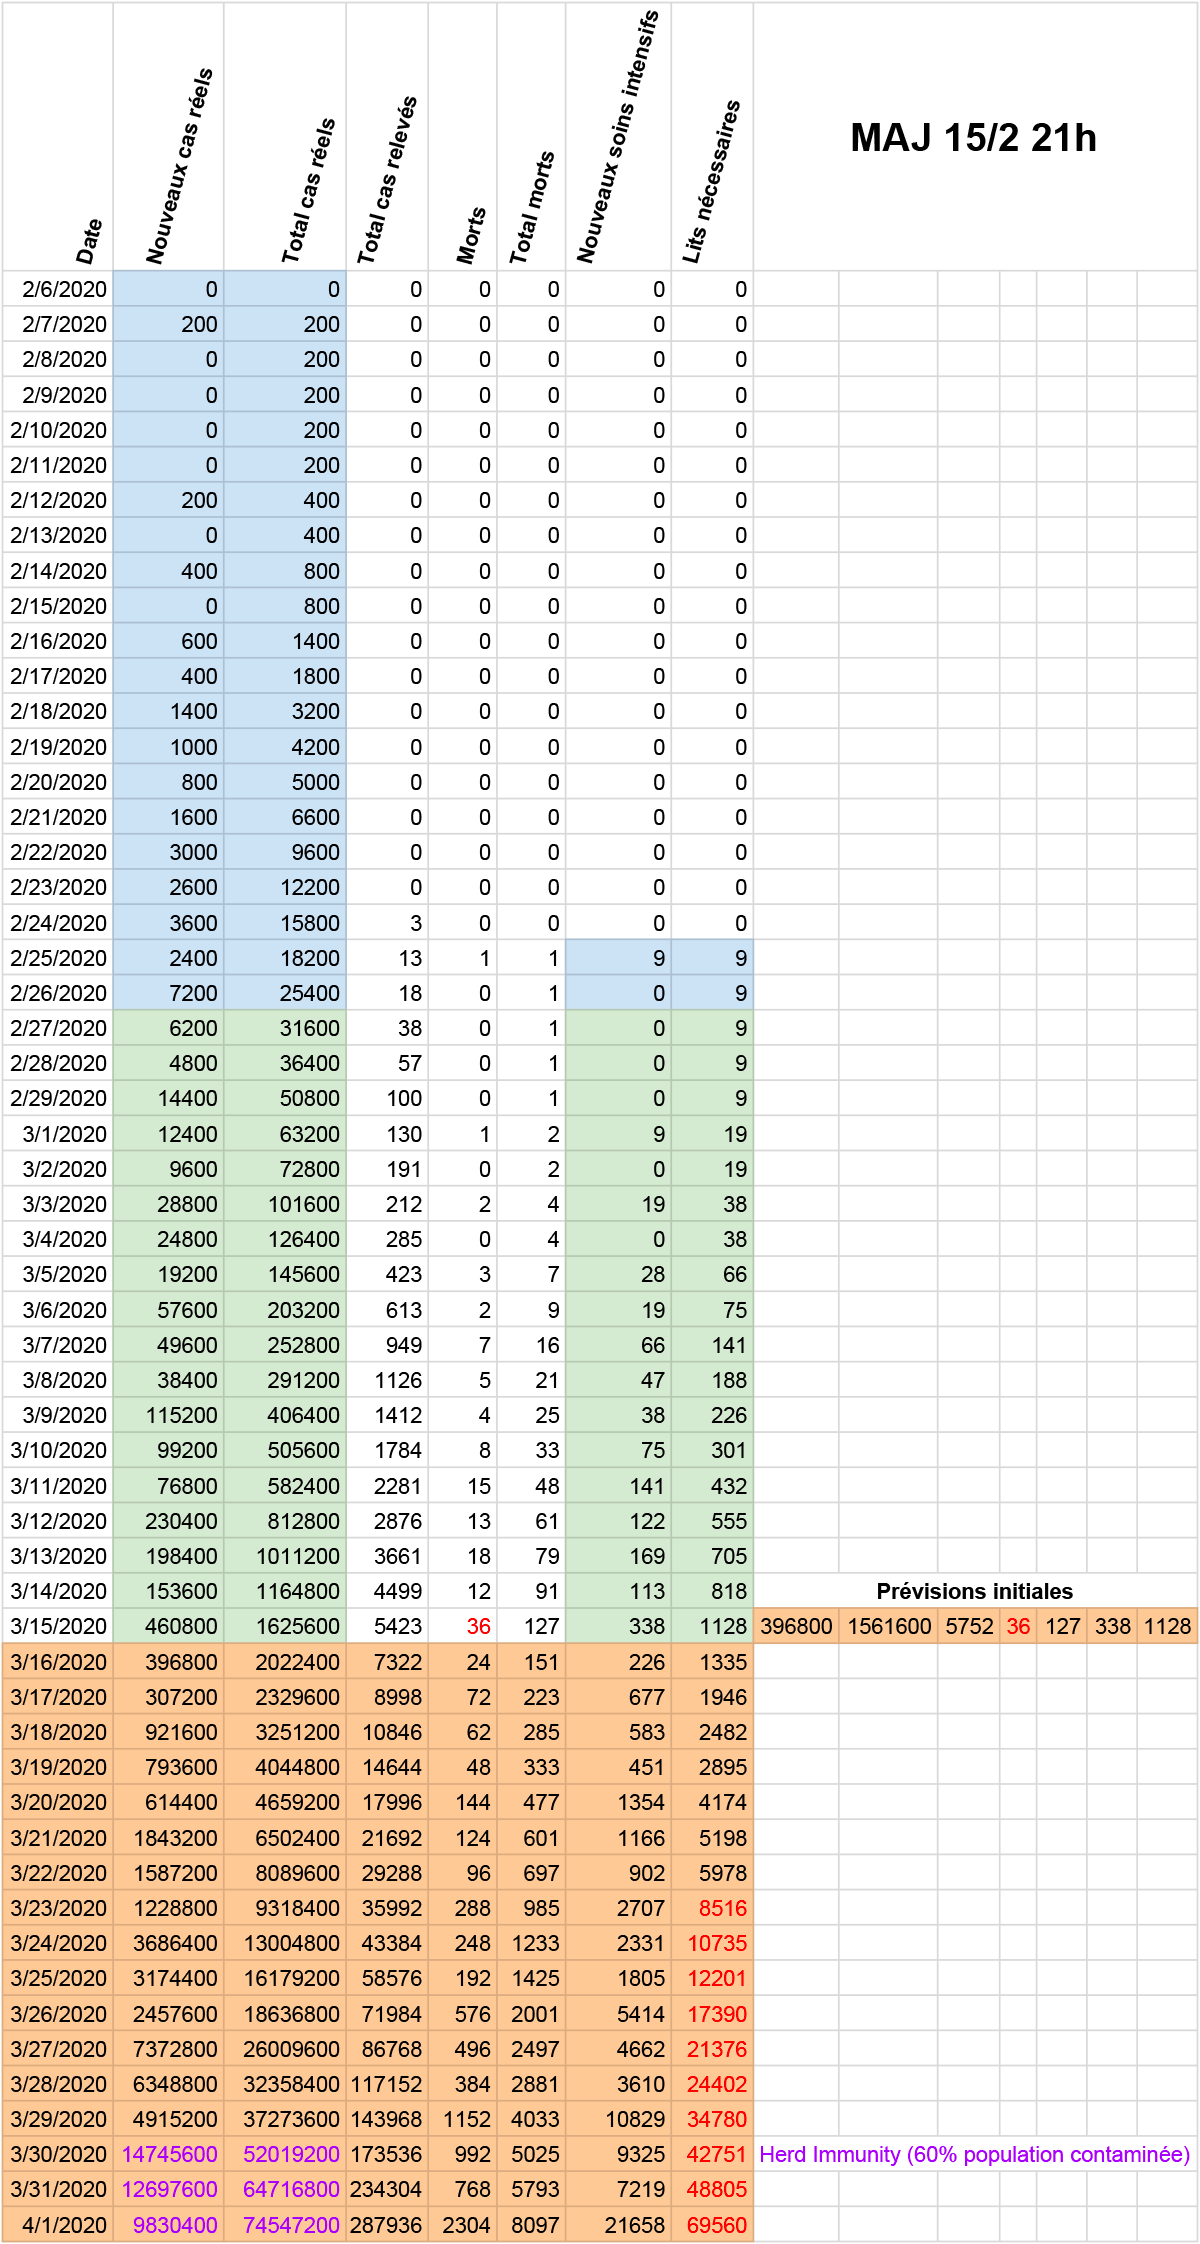 Date Nouveaux cas réels Total cas réels Total cas relevés Morts Total morts Nouveaux soins intensifs Lits nécessaires MAJ 15/2 21h
2/6/2020 0 0 0 0 0 0 0
2/7/2020 200 200 0 0 0 0 0
2/8/2020 0 200 0 0 0 0 0
2/9/2020 0 200 0 0 0 0 0
2/10/2020 0 200 0 0 0 0 0
2/11/2020 0 200 0 0 0 0 0
2/12/2020 200 400 0 0 0 0 0
2/13/2020 0 400 0 0 0 0 0
2/14/2020 400 800 0 0 0 0 0
2/15/2020 0 800 0 0 0 0 0
2/16/2020 600 1400 0 0 0 0 0
2/17/2020 400 1800 0 0 0 0 0
2/18/2020 1400 3200 0 0 0 0 0
2/19/2020 1000 4200 0 0 0 0 0
2/20/2020 800 5000 0 0 0 0 0
2/21/2020 1600 6600 0 0 0 0 0
2/22/2020 3000 9600 0 0 0 0 0
2/23/2020 2600 12200 0 0 0 0 0
2/24/2020 3600 15800 3 0 0 0 0
2/25/2020 2400 18200 13 1 1 9 9
2/26/2020 7200 25400 18 0 1 0 9
2/27/2020 6200 31600 38 0 1 0 9
2/28/2020 4800 36400 57 0 1 0 9
2/29/2020 14400 50800 100 0 1 0 9
3/1/2020 12400 63200 130 1 2 9 19
3/2/2020 9600 72800 191 0 2 0 19
3/3/2020 28800 101600 212 2 4 19 38
3/4/2020 24800 126400 285 0 4 0 38
3/5/2020 19200 145600 423 3 7 28 66
3/6/2020 57600 203200 613 2 9 19 75
3/7/2020 49600 252800 949 7 16 66 141
3/8/2020 38400 291200 1126 5 21 47 188
3/9/2020 115200 406400 1412 4 25 38 226
3/10/2020 99200 505600 1784 8 33 75 301
3/11/2020 76800 582400 2281 15 48 141 432
3/12/2020 230400 812800 2876 13 61 122 555
3/13/2020 198400 1011200 3661 18 79 169 705
3/14/2020 153600 1164800 4499 12 91 113 818 Prévisions initiales
3/15/2020 460800 1625600 5423 36 127 338 1128 396800 1561600 5752 36 127 338 1128
3/16/2020 396800 2022400 7322 24 151 226 1335
3/17/2020 307200 2329600 8998 72 223 677 1946
3/18/2020 921600 3251200 10846 62 285 583 2482
3/19/2020 793600 4044800 14644 48 333 451 2895
3/20/2020 614400 4659200 17996 144 477 1354 4174
3/21/2020 1843200 6502400 21692 124 601 1166 5198
3/22/2020 1587200 8089600 29288 96 697 902 5978
3/23/2020 1228800 9318400 35992 288 985 2707 8516
3/24/2020 3686400 13004800 43384 248 1233 2331 10735
3/25/2020 3174400 16179200 58576 192 1425 1805 12201
3/26/2020 2457600 18636800 71984 576 2001 5414 17390
3/27/2020 7372800 26009600 86768 496 2497 4662 21376
3/28/2020 6348800 32358400 117152 384 2881 3610 24402
3/29/2020 4915200 37273600 143968 1152 4033 10829 34780
3/30/2020 14745600 52019200 173536 992 5025 9325 42751 Herd Immunity (60% population contaminée)
3/31/2020 12697600 64716800 234304 768 5793 7219 48805
4/1/2020 9830400 74547200 287936 2304 8097 21658 69560